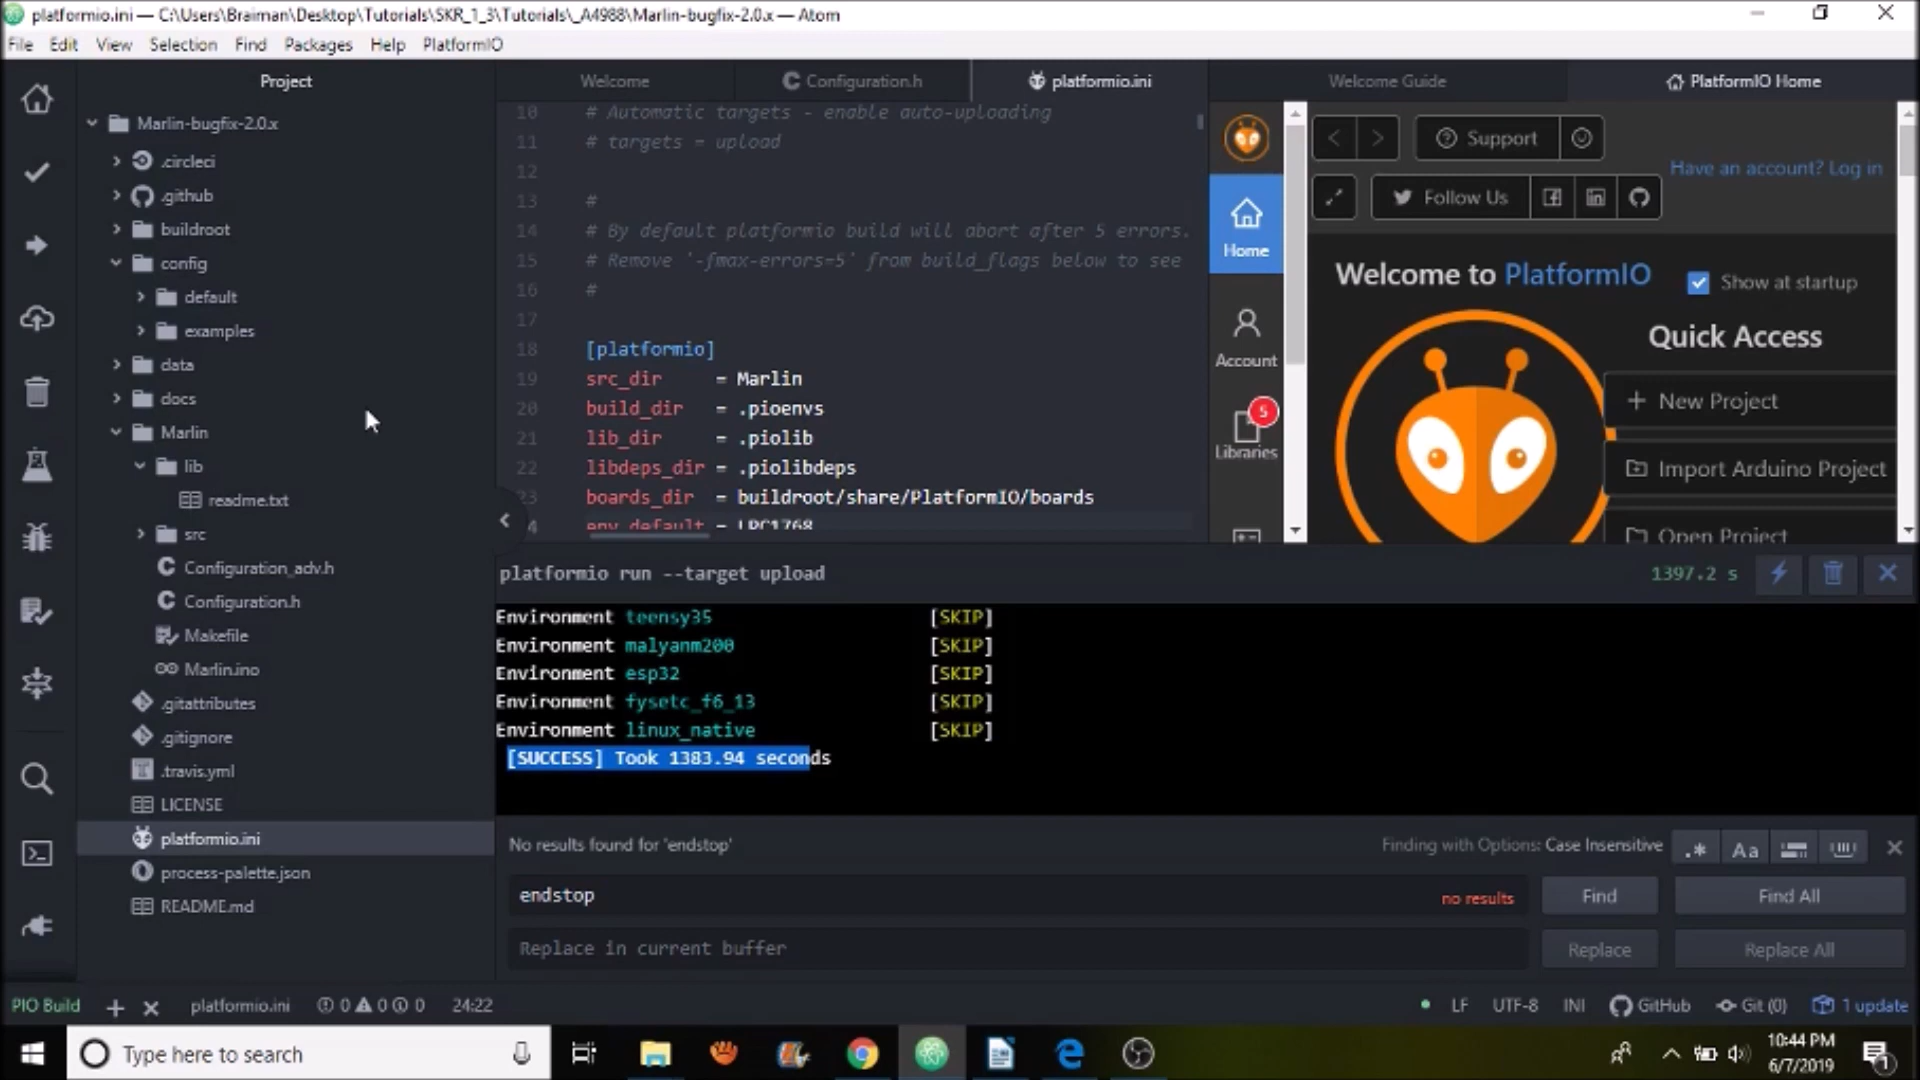 platformio.ini — C:\Users\Braiman\Desktop\Tutorials\SKR_1_3\Tutorials\_A4988\Marlin-bugfix-2.0.x — Atom
File Edit View Selection Find Packages Help PlatformIO
Project
Marlin-bugfix-2.0.x
.circleci
.github
buildroot
config
default
examples
data
docs
Marlin
lib
readme.txt
src
Configuration_adv.h
Configuration.h
Makefile
Marlin.ino
.gitattributes
.gitignore
.travis.yml
LICENSE
platformio.ini
process-palette.json
README.md
Welcome Configuration.h platformio.ini
10 # Automatic targets - enable auto-uploading
11 # targets = upload
12
13 #
14 # By default platformio build will abort after 5 errors.
15 # Remove '-fmax-errors=5' from build_flags below to see
16 #
17
18 [platformio]
19 src_dir = Marlin
20 build_dir = .pioenvs
21 lib_dir = .piolib
22 libdeps_dir = .piolibdeps
23 boards_dir = buildroot/share/PlatformIO/boards
env_default = LPC1768
Welcome Guide PlatformIO Home
Home
Account
5
Libraries
Support
Have an account? Log in
Follow Us
Welcome to PlatformIO
Show at startup
Quick Access
New Project
Import Arduino Project
Open Project
platformio run --target upload 1397.2 s
Environment teensy35 [SKIP]
Environment malyanm200 [SKIP]
Environment esp32 [SKIP]
Environment fysetc_f6_13 [SKIP]
Environment linux_native [SKIP]
[SUCCESS] Took 1383.94 seconds
No results found for 'endstop' Finding with Options: Case Insensitive .* Aa
endstop no results Find Find All
Replace in current buffer Replace Replace All
PIO Build + × platformio.ini 0 0 0 24:22 LF UTF-8 INI GitHub Git (0) 1 update
Type here to search
10:44 PM
6/7/2019
1